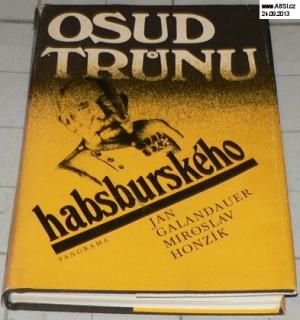 www.ABSI.cz
24.09.2013
OSUD
TRŮNU
habsburského
JAN
GALANDAUER
MIROSLAV
HONZÍK
PANORAMA